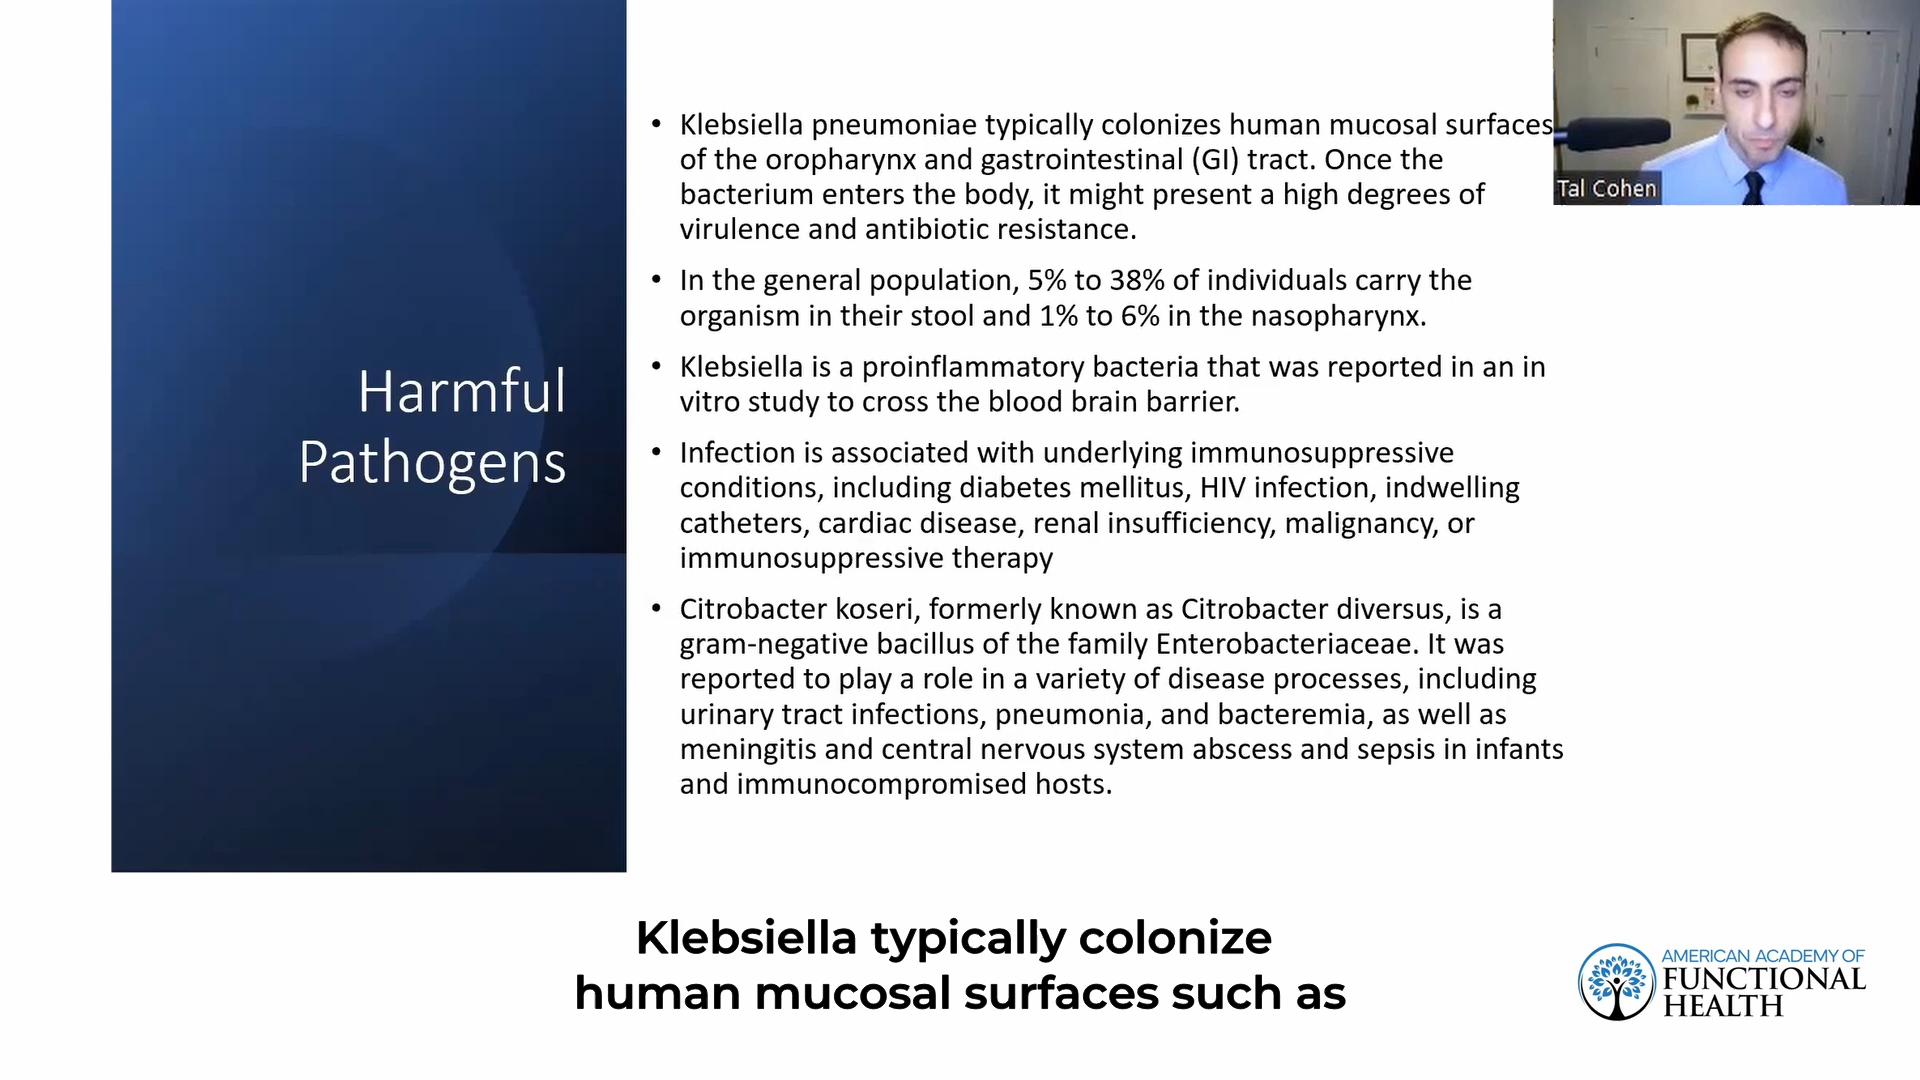 Harmful
Pathogens
• Klebsiella pneumoniae typically colonizes human mucosal surfaces
of the oropharynx and gastrointestinal (GI) tract. Once the
bacterium enters the body, it might present a high degrees of
virulence and antibiotic resistance.
• In the general population, 5% to 38% of individuals carry the
organism in their stool and 1% to 6% in the nasopharynx.
• Klebsiella is a proinflammatory bacteria that was reported in an in
vitro study to cross the blood brain barrier.
• Infection is associated with underlying immunosuppressive
conditions, including diabetes mellitus, HIV infection, indwelling
catheters, cardiac disease, renal insufficiency, malignancy, or
immunosuppressive therapy
• Citrobacter koseri, formerly known as Citrobacter diversus, is a
gram-negative bacillus of the family Enterobacteriaceae. It was
reported to play a role in a variety of disease processes, including
urinary tract infections, pneumonia, and bacteremia, as well as
meningitis and central nervous system abscess and sepsis in infants
and immunocompromised hosts.
Tal Cohen
Klebsiella typically colonize
human mucosal surfaces such as
AMERICAN ACADEMY OF
FUNCTIONAL
HEALTH